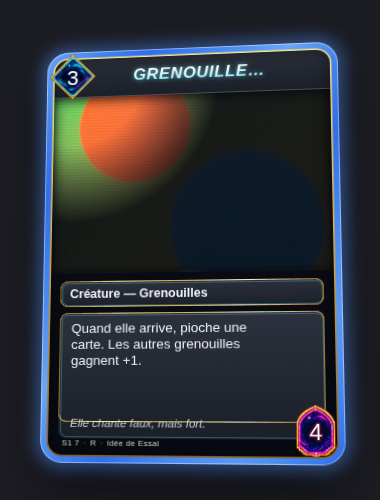 3
GRENOUILLE...
Créature — Grenouilles
Quand elle arrive, pioche une
carte. Les autres grenouilles
gagnent +1.
Elle chante faux, mais fort.
4
S1 7 · R · Idée de Essai